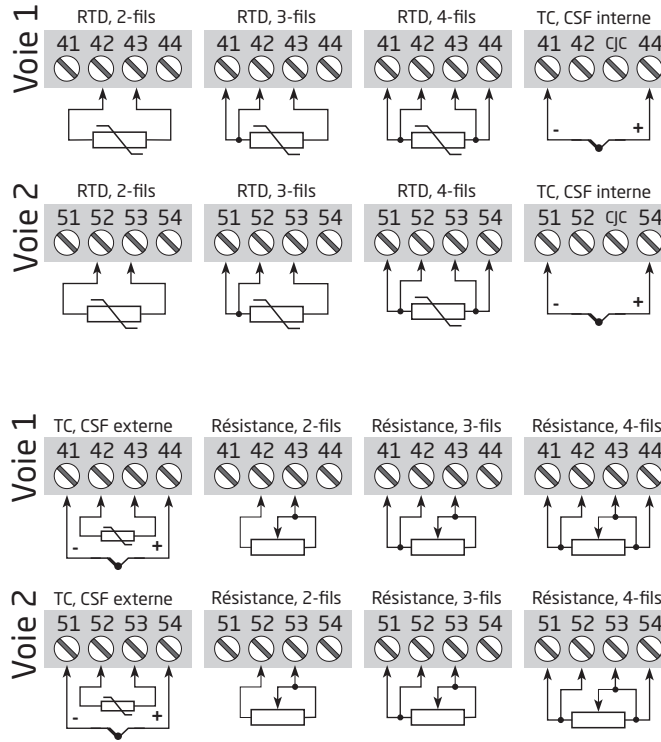 Voie 1
RTD, 2-fils
41 42 43 44
RTD, 3-fils
41 42 43 44
RTD, 4-fils
41 42 43 44
TC, CSF interne
41 42 CJC 44
- +
Voie 2
RTD, 2-fils
51 52 53 54
RTD, 3-fils
51 52 53 54
RTD, 4-fils
51 52 53 54
TC, CSF interne
51 52 CJC 54
- +
Voie 1
TC, CSF externe
41 42 43 44
- +
Résistance, 2-fils
41 42 43 44
Résistance, 3-fils
41 42 43 44
Résistance, 4-fils
41 42 43 44
Voie 2
TC, CSF externe
51 52 53 54
- +
Résistance, 2-fils
51 52 53 54
Résistance, 3-fils
51 52 53 54
Résistance, 4-fils
51 52 53 54